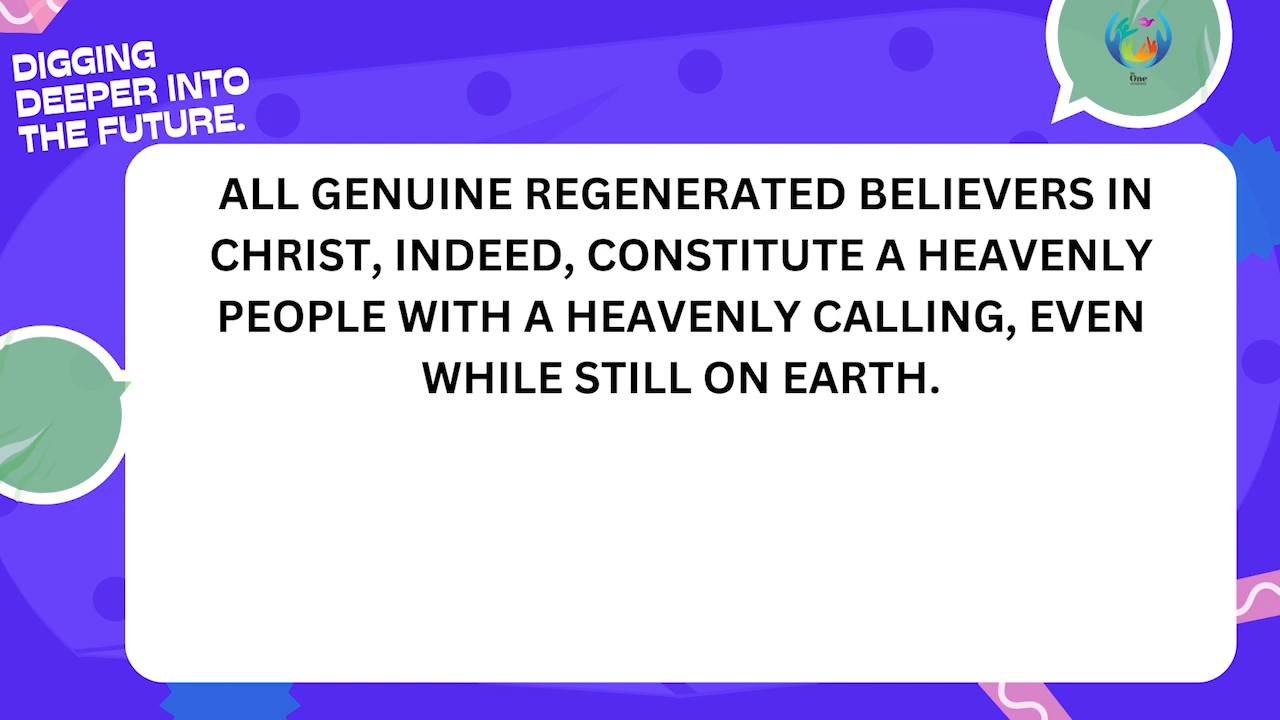 DIGGING
DEEPER INTO
THE FUTURE.
One
ALL GENUINE REGENERATED BELIEVERS IN
CHRIST, INDEED, CONSTITUTE A HEAVENLY
PEOPLE WITH A HEAVENLY CALLING, EVEN
WHILE STILL ON EARTH.